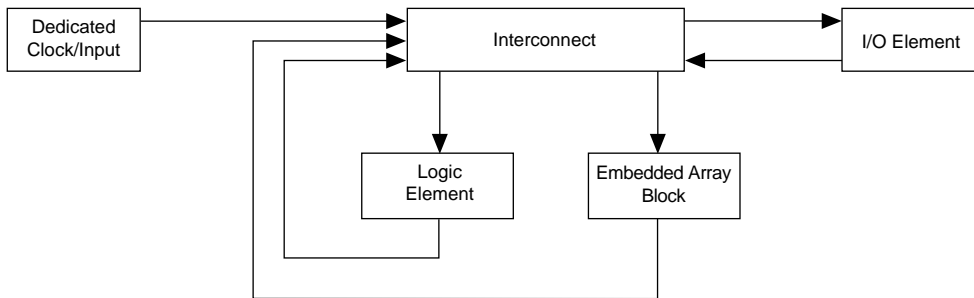 Dedicated
Clock/Input
Interconnect
I/O Element
Logic
Element
Embedded Array
Block